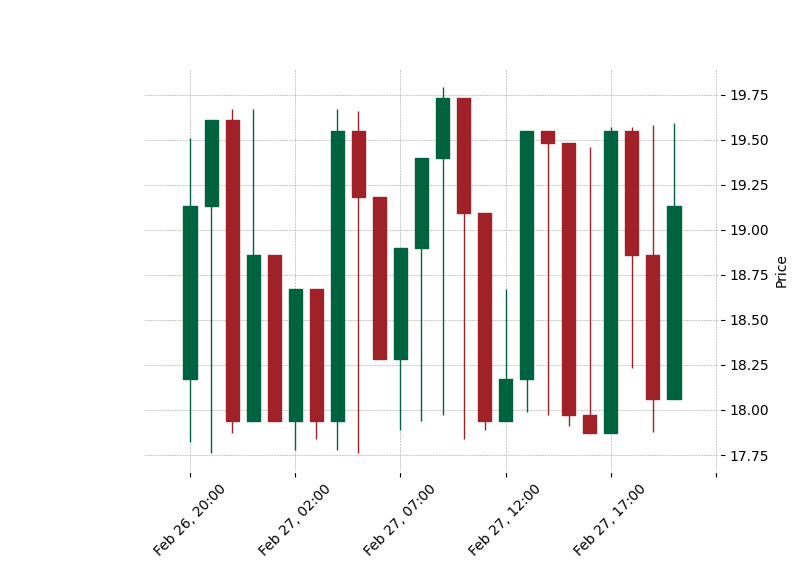 19.75
19.50
19.25
19.00
18.75
18.50
18.25
18.00
17.75
Price
Feb 26, 20:00
Feb 27, 02:00
Feb 27, 07:00
Feb 27, 12:00
Feb 27, 17:00